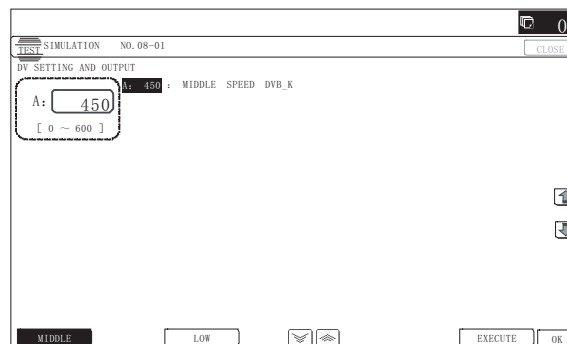 0
TEST SIMULATION NO. 08-01 CLOSE
DV SETTING AND OUTPUT
A: 450 : MIDDLE SPEED DVB_K
A: 450
[ 0 ~ 600 ]
MIDDLE LOW EXECUTE OK